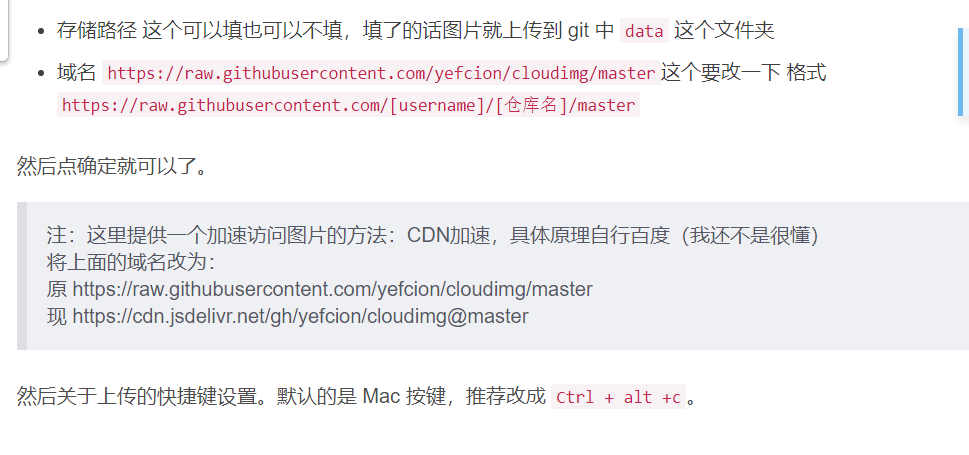 存储路径 这个可以填也可以不填，填了的话图片就上传到 git 中 data 这个文件夹
域名 https://raw.githubusercontent.com/yefcion/cloudimg/master 这个要改一下 格式
https://raw.githubusercontent.com/[username]/[仓库名]/master
然后点确定就可以了。
注：这里提供一个加速访问图片的方法：CDN加速，具体原理自行百度（我还不是很懂）
将上面的域名改为：
原 https://raw.githubusercontent.com/yefcion/cloudimg/master
现 https://cdn.jsdelivr.net/gh/yefcion/cloudimg@master
然后关于上传的快捷键设置。默认的是 Mac 按键，推荐改成 Ctrl + alt +c 。